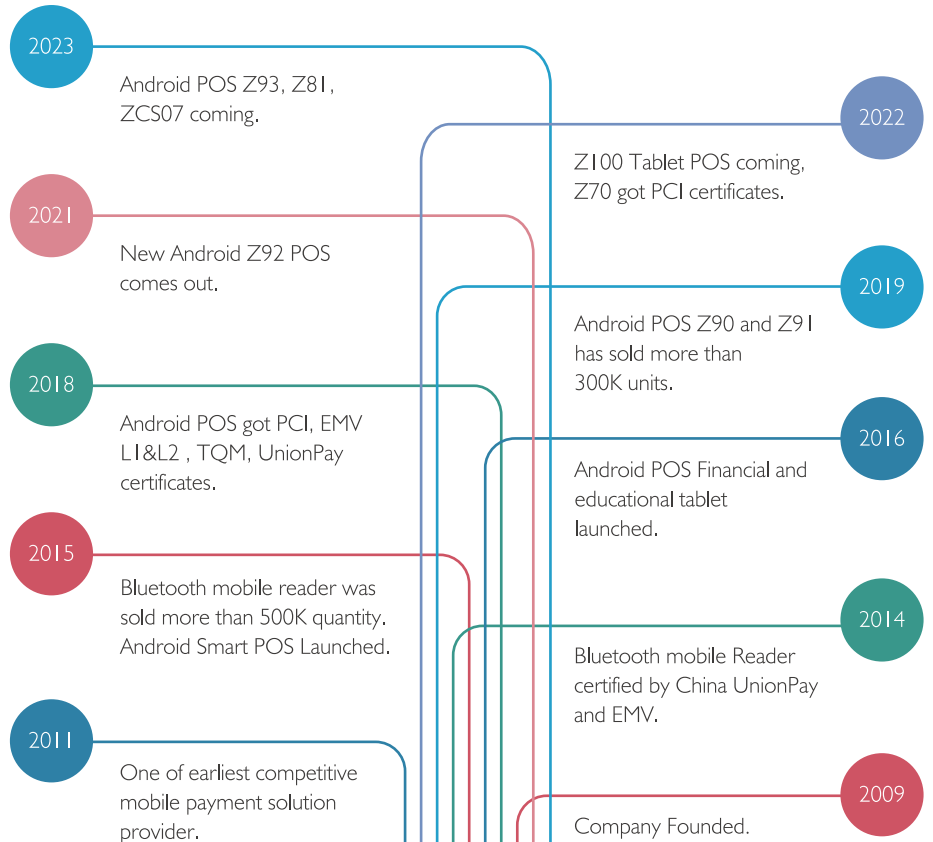 2023
Android POS Z93, Z81,
ZCS07 coming.
2022
Z100 Tablet POS coming,
Z70 got PCI certificates.
2021
New Android Z92 POS
comes out.
2019
Android POS Z90 and Z91
has sold more than
300K units.
2018
Android POS got PCI, EMV
L1&L2 , TQM, UnionPay
certificates.
2016
Android POS Financial and
educational tablet
launched.
2015
Bluetooth mobile reader was
sold more than 500K quantity.
Android Smart POS Launched.
2014
Bluetooth mobile Reader
certified by China UnionPay
and EMV.
2011
One of earliest competitive
mobile payment solution
provider.
2009
Company Founded.